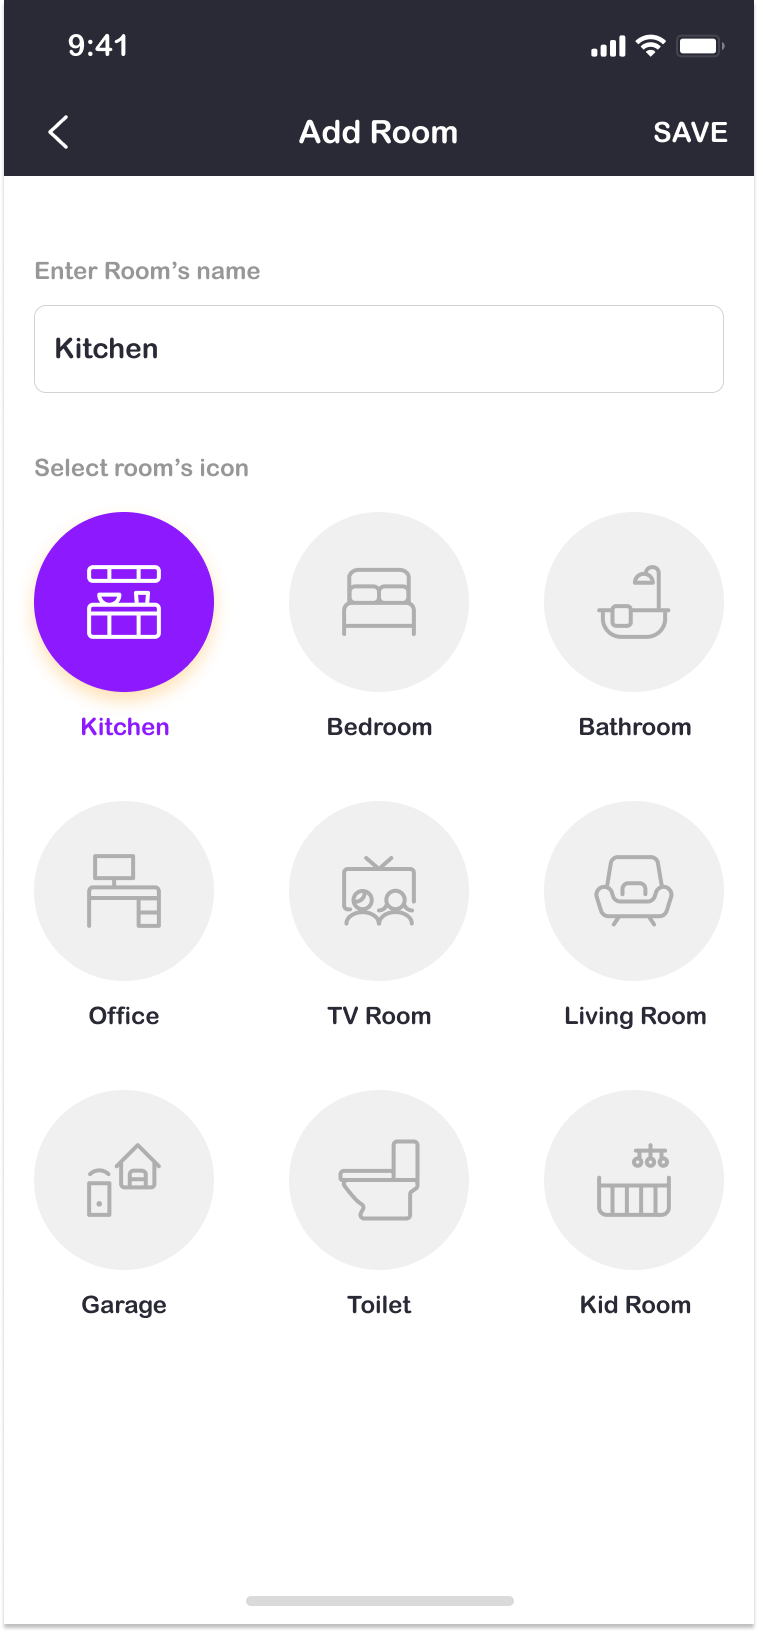 9:41
Add Room
SAVE
Enter Room’s name
Kitchen
Select room’s icon
Kitchen
Bedroom
Bathroom
Office
TV Room
Living Room
Garage
Toilet
Kid Room